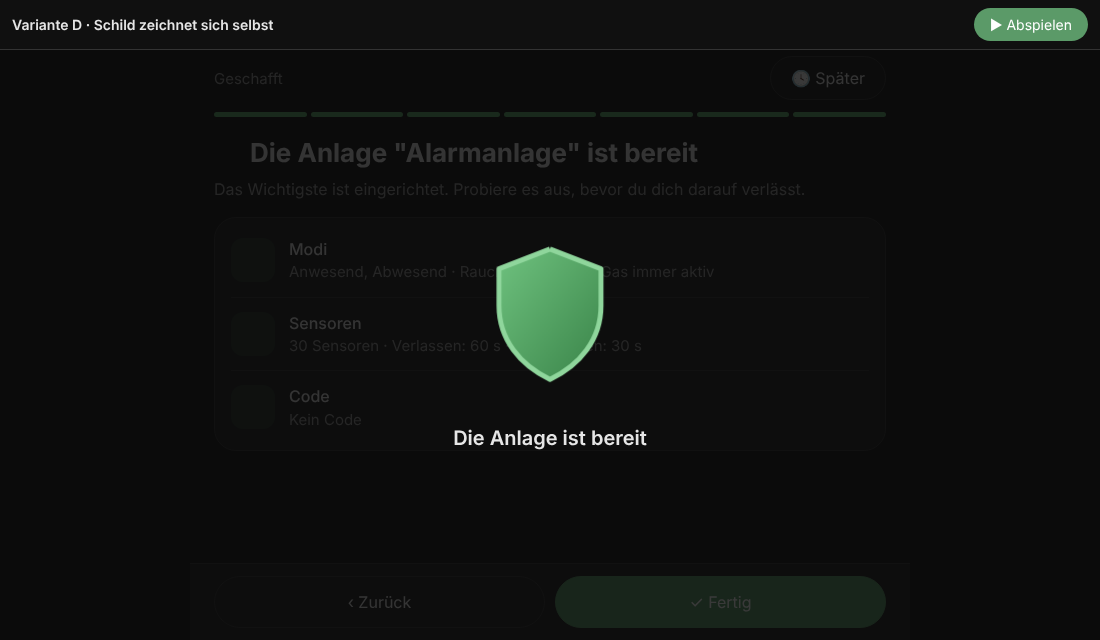 Variante D · Schild zeichnet sich selbst
▶ Abspielen
Geschafft
Später
Die Anlage "Alarmanlage" ist bereit
Das Wichtigste ist eingerichtet. Probiere es aus, bevor du dich darauf verlässt.
Modi
Anwesend, Abwesend · Rauc Gas immer aktiv
Sensoren
30 Sensoren · Verlassen: 60 s n: 30 s
Code
Kein Code
Die Anlage ist bereit
‹ Zurück
✓ Fertig